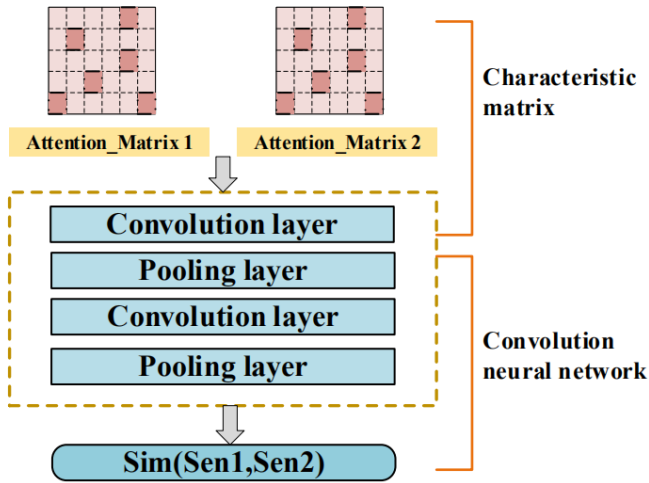 Attention_Matrix 1
Attention_Matrix 2
Characteristic
matrix
Convolution layer
Pooling layer
Convolution layer
Pooling layer
Convolution
neural network
Sim(Sen1,Sen2)